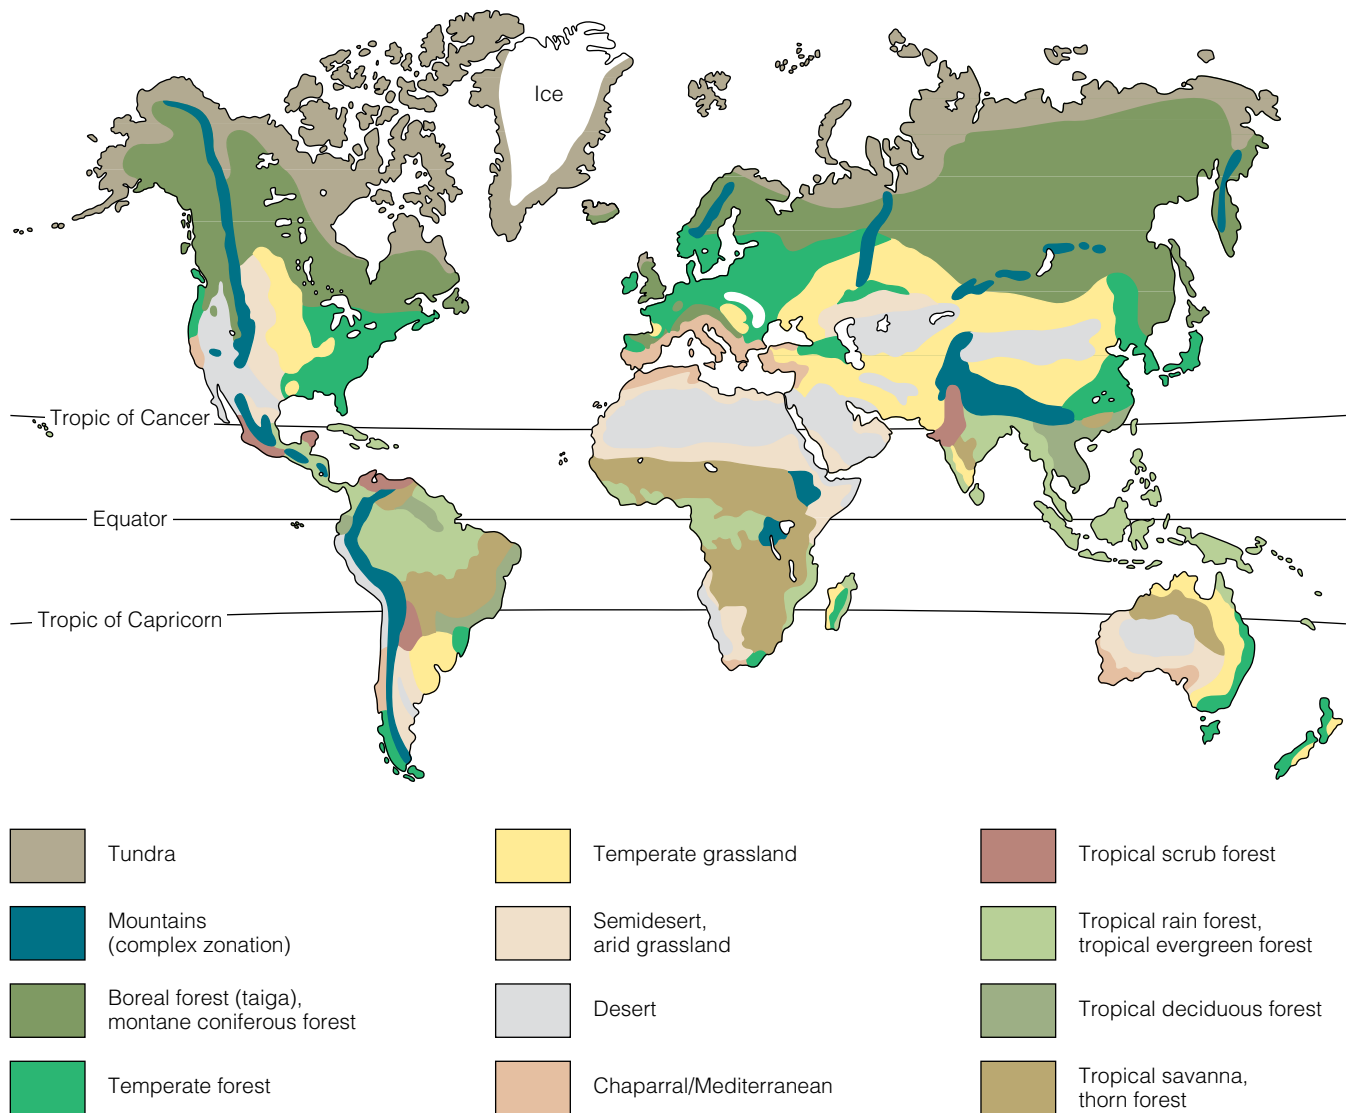 Ice
Tropic of Cancer
Equator
Tropic of Capricorn
Tundra
Mountains
(complex zonation)
Boreal forest (taiga),
montane coniferous forest
Temperate forest
Temperate grassland
Semidesert,
arid grassland
Desert
Chaparral/Mediterranean
Tropical scrub forest
Tropical rain forest,
tropical evergreen forest
Tropical deciduous forest
Tropical savanna,
thorn forest